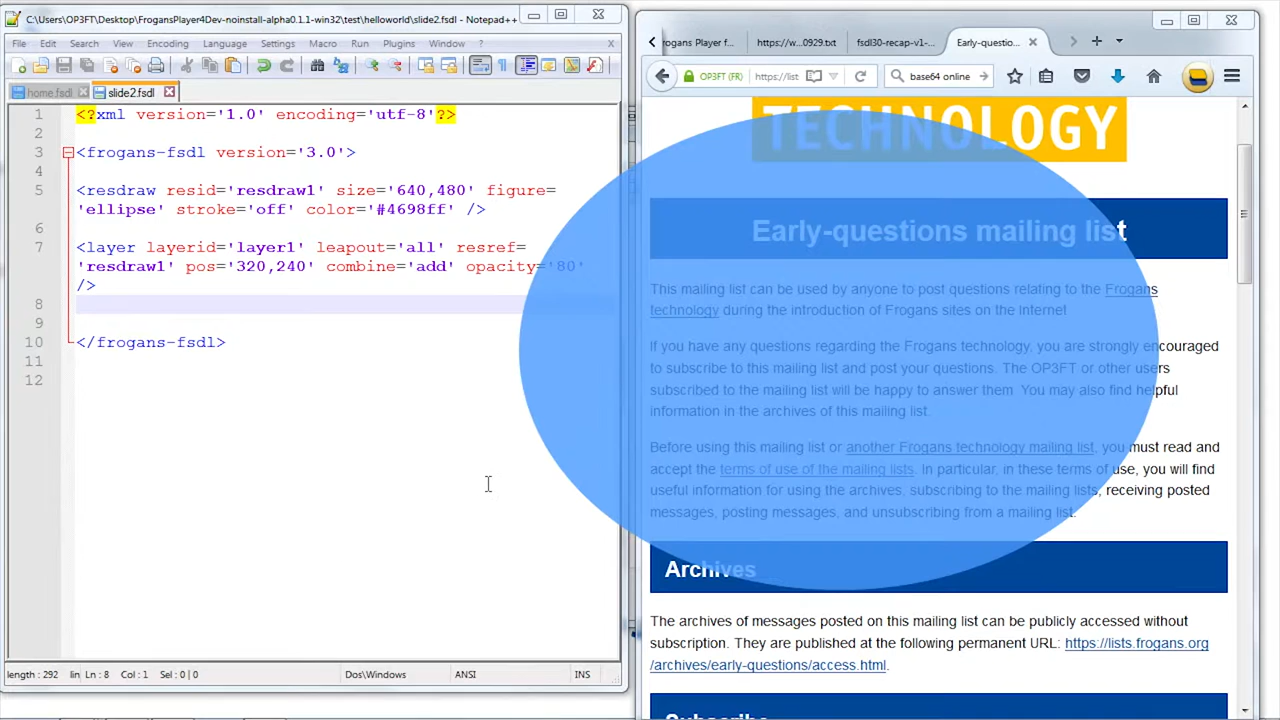 C:\Users\OP3FT\Desktop\FrogansPlayer4Dev-noinstall-alpha0.1.1-win32\test\helloworld\slide2.fsdl - Notepad++
File Edit Search View Encoding Language Settings Macro Run Plugins Window ? X
home.fsdl slide2.fsdl
1 <?xml version='1.0' encoding='utf-8'?>
2
3 <frogans-fsdl version='3.0'>
4
5 <resdraw resid='resdraw1' size='640,480' figure=
'ellipse' stroke='off' color='#4698ff' />
6
7 <layer layerid='layer1' leapout='all' resref=
'resdraw1' pos='320,240' combine='add' opacity='80'
/>
8
9
10 </frogans-fsdl>
11
12
length : 292 lin Ln : 8 Col : 1 Sel : 0 | 0 Dos\Windows ANSI INS
rogans Player f... https://w...0929.txt fsdl30-recap-v1-... Early-questio...
OP3FT (FR) https://list base64 online
TECHNOLOGY
Early-questions mailing list
This mailing list can be used by anyone to post questions relating to the Frogans
technology during the introduction of Frogans sites on the Internet
If you have any questions regarding the Frogans technology, you are strongly encouraged
to subscribe to this mailing list and post your questions. The OP3FT or other users
subscribed to the mailing list will be happy to answer them. You may also find helpful
information in the archives of this mailing list.
Before using this mailing list or another Frogans technology mailing list, you must read and
accept the terms of use of the mailing lists. In particular, in these terms of use, you will find
useful information for using the archives, subscribing to the mailing lists, receiving posted
messages, posting messages, and unsubscribing from a mailing list.
Archives
The archives of messages posted on this mailing list can be publicly accessed without
subscription. They are published at the following permanent URL: https://lists.frogans.org
/archives/early-questions/access.html.
Subscribe